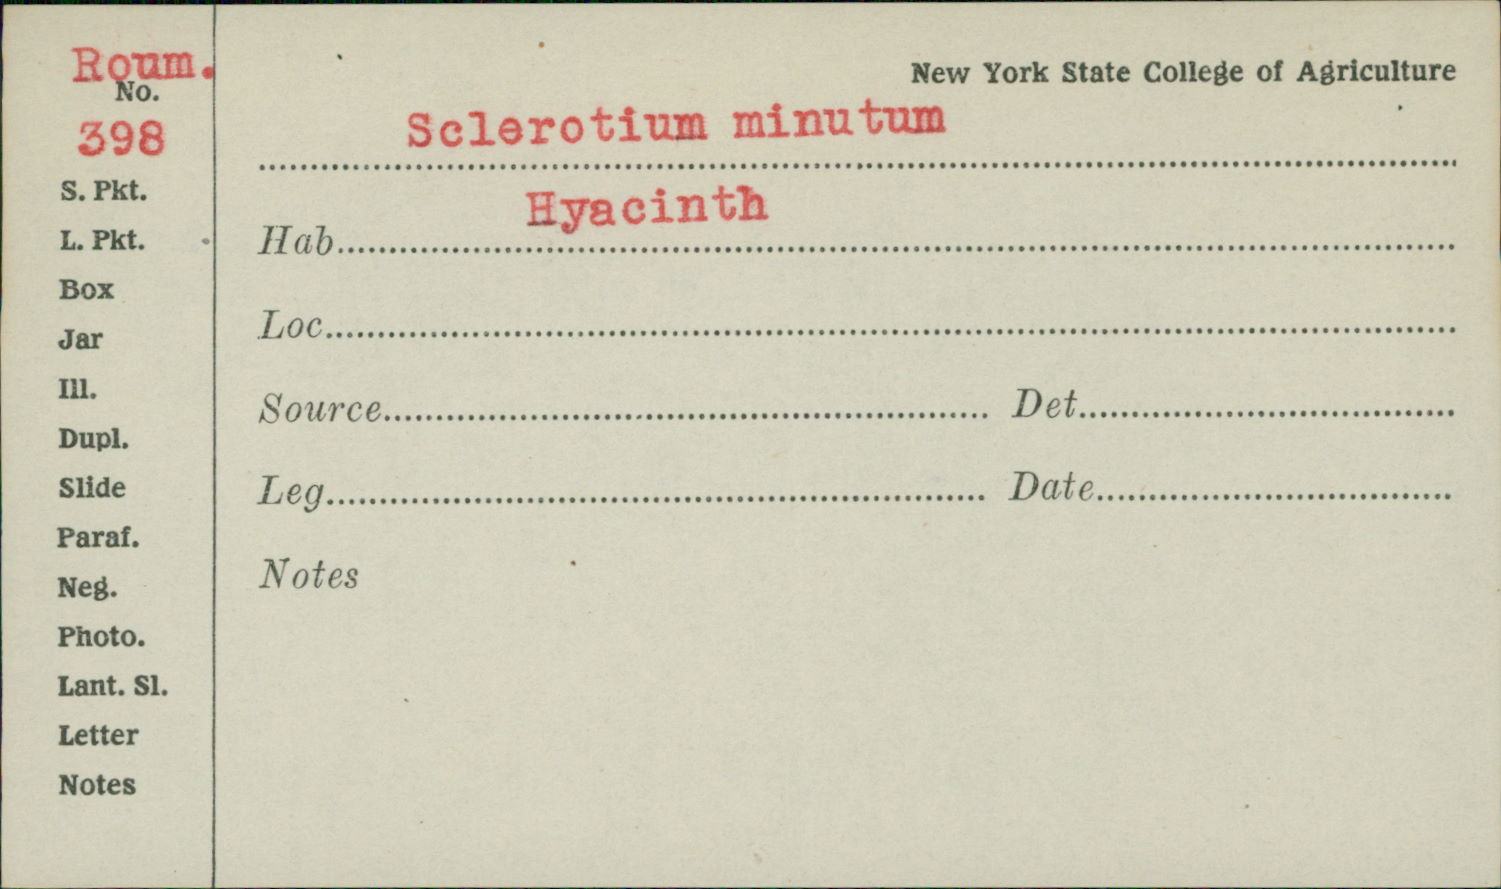 Roum.
No.
398
S. Pkt.
L. Pkt.
Box
Jar
Ill.
Dupl.
Slide
Paraf.
Neg.
Photo.
Lant. Sl.
Letter
Notes
New York State College of Agriculture
Sclerotium minutum
Hyacinth
Hab.
Loc.
Source. Det.
Leg. Date.
Notes